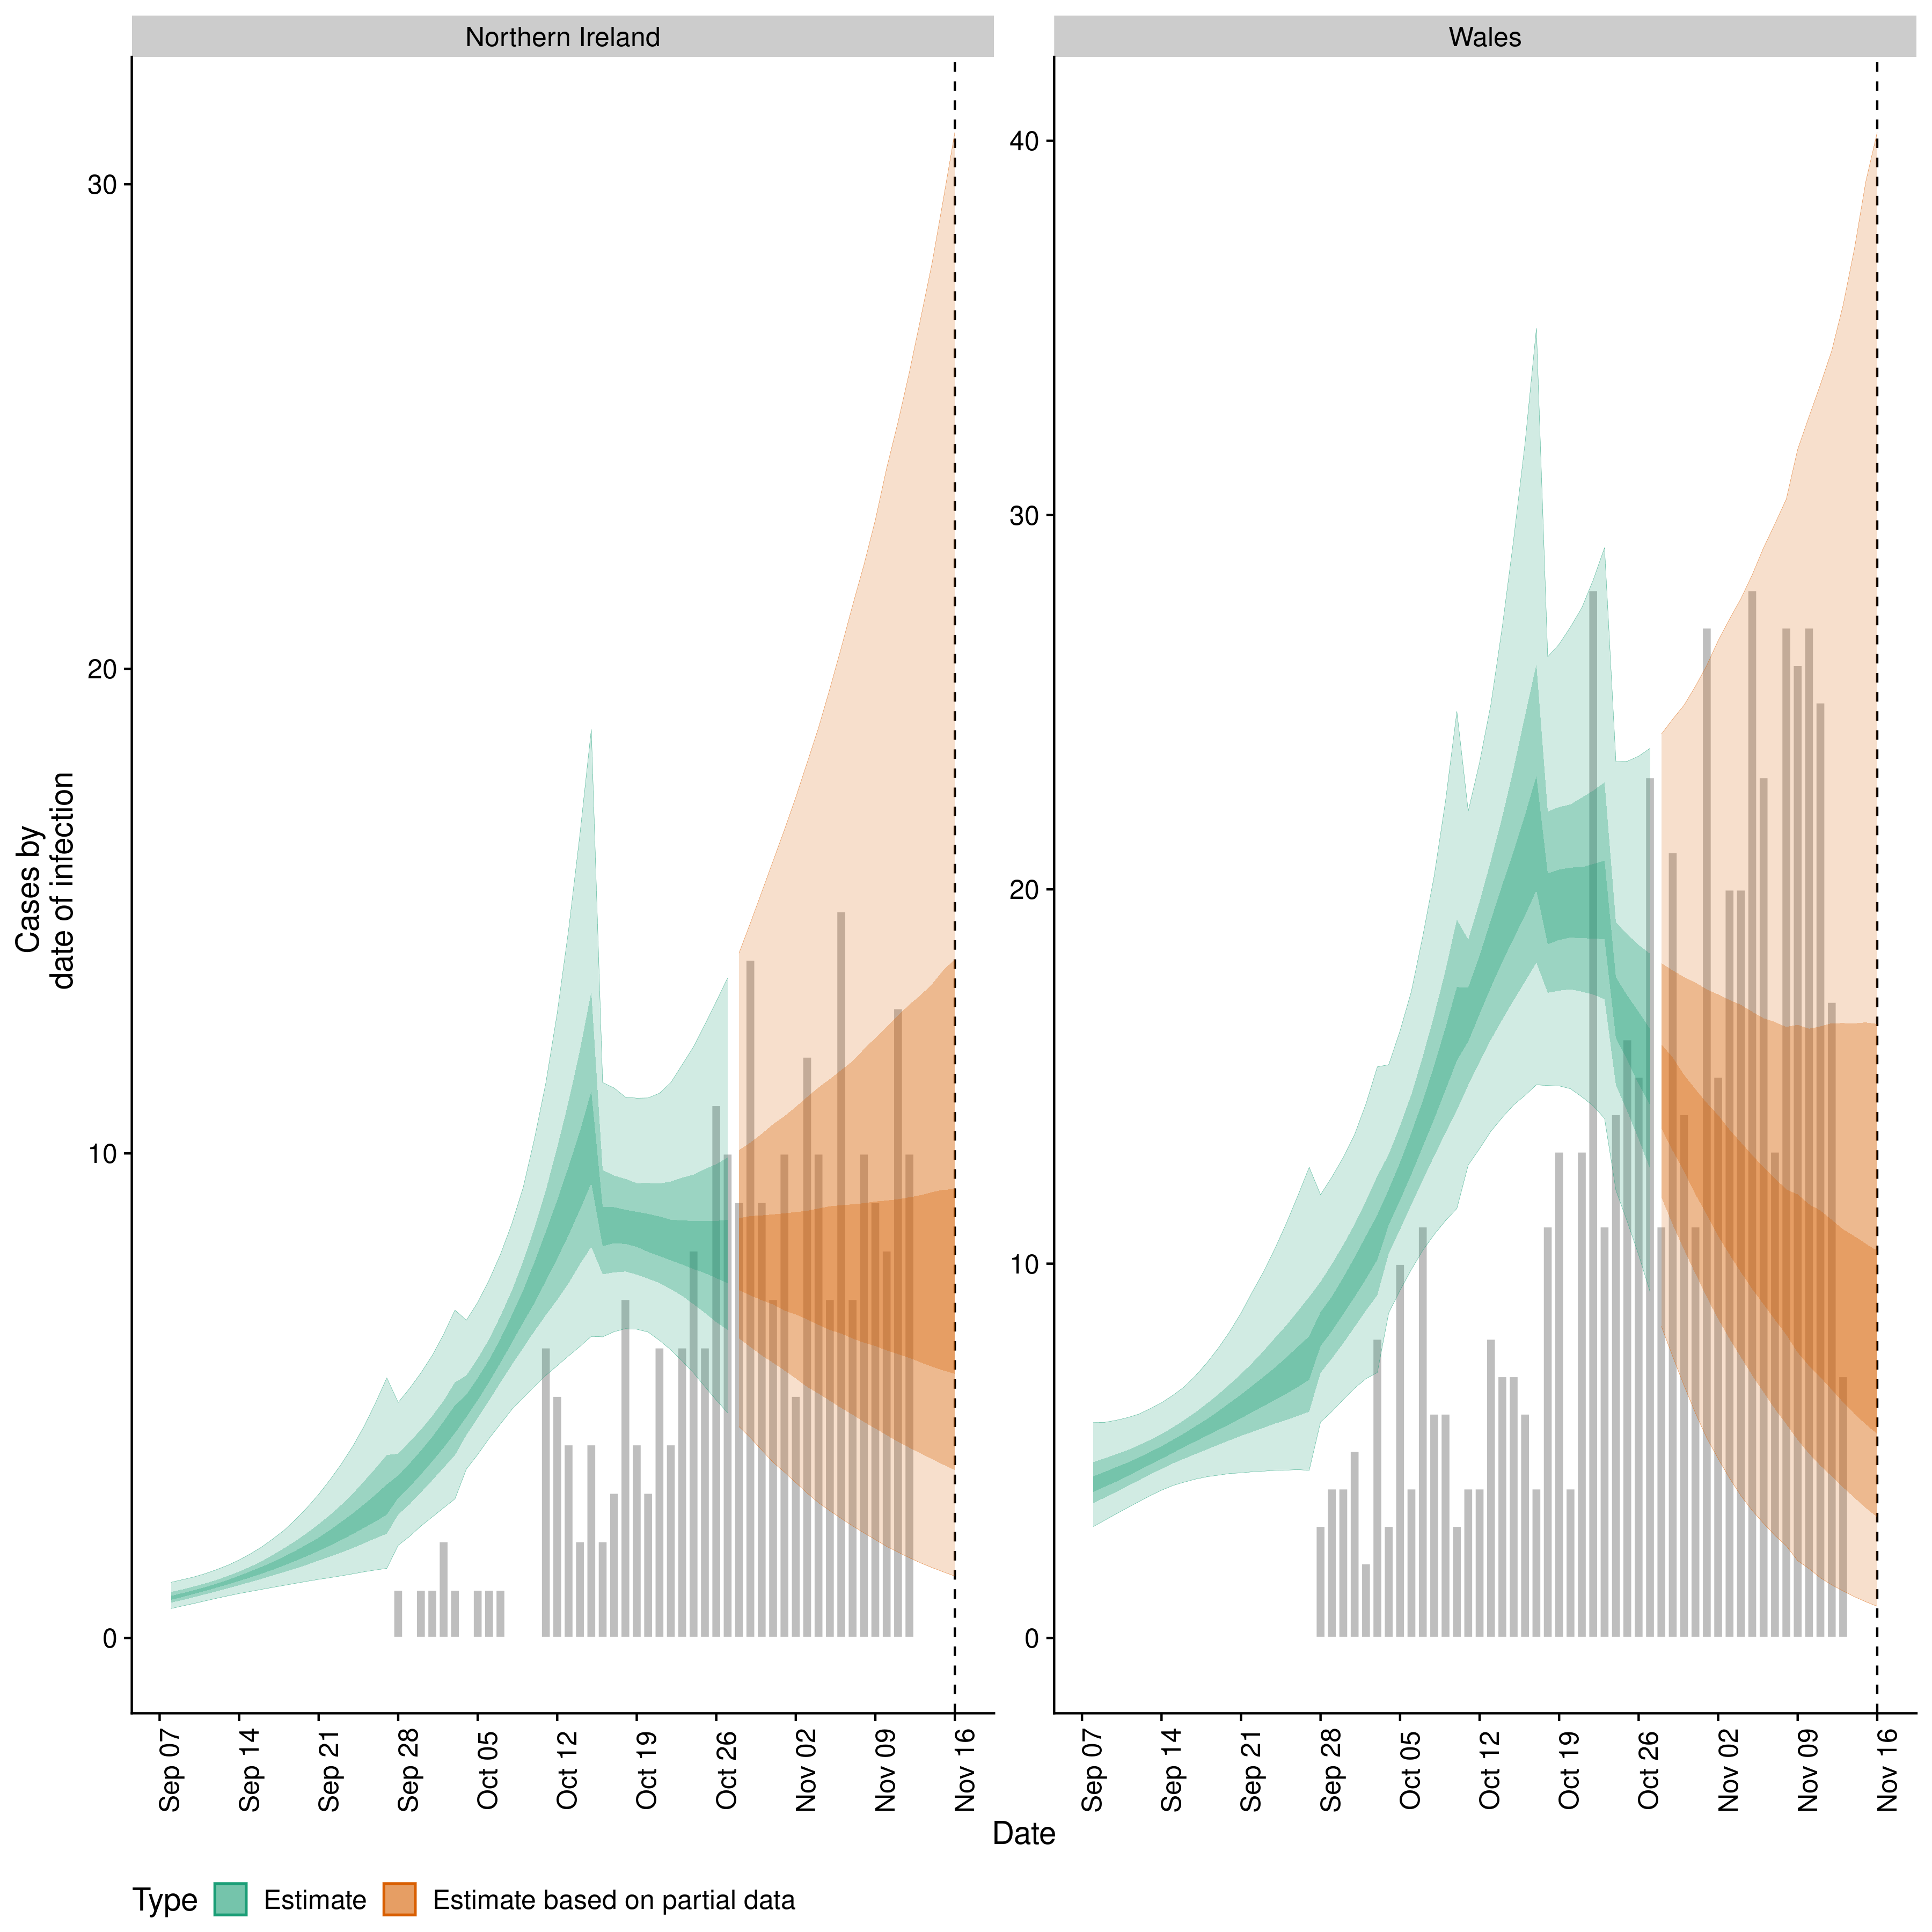 Northern Ireland
Wales
Cases by
date of infection
30
20
10
0
40
30
20
10
0
Sep 07
Sep 14
Sep 21
Sep 28
Oct 05
Oct 12
Oct 19
Oct 26
Nov 02
Nov 09
Nov 16
Sep 07
Sep 14
Sep 21
Sep 28
Oct 05
Oct 12
Oct 19
Oct 26
Nov 02
Nov 09
Nov 16
Date
Type Estimate Estimate based on partial data